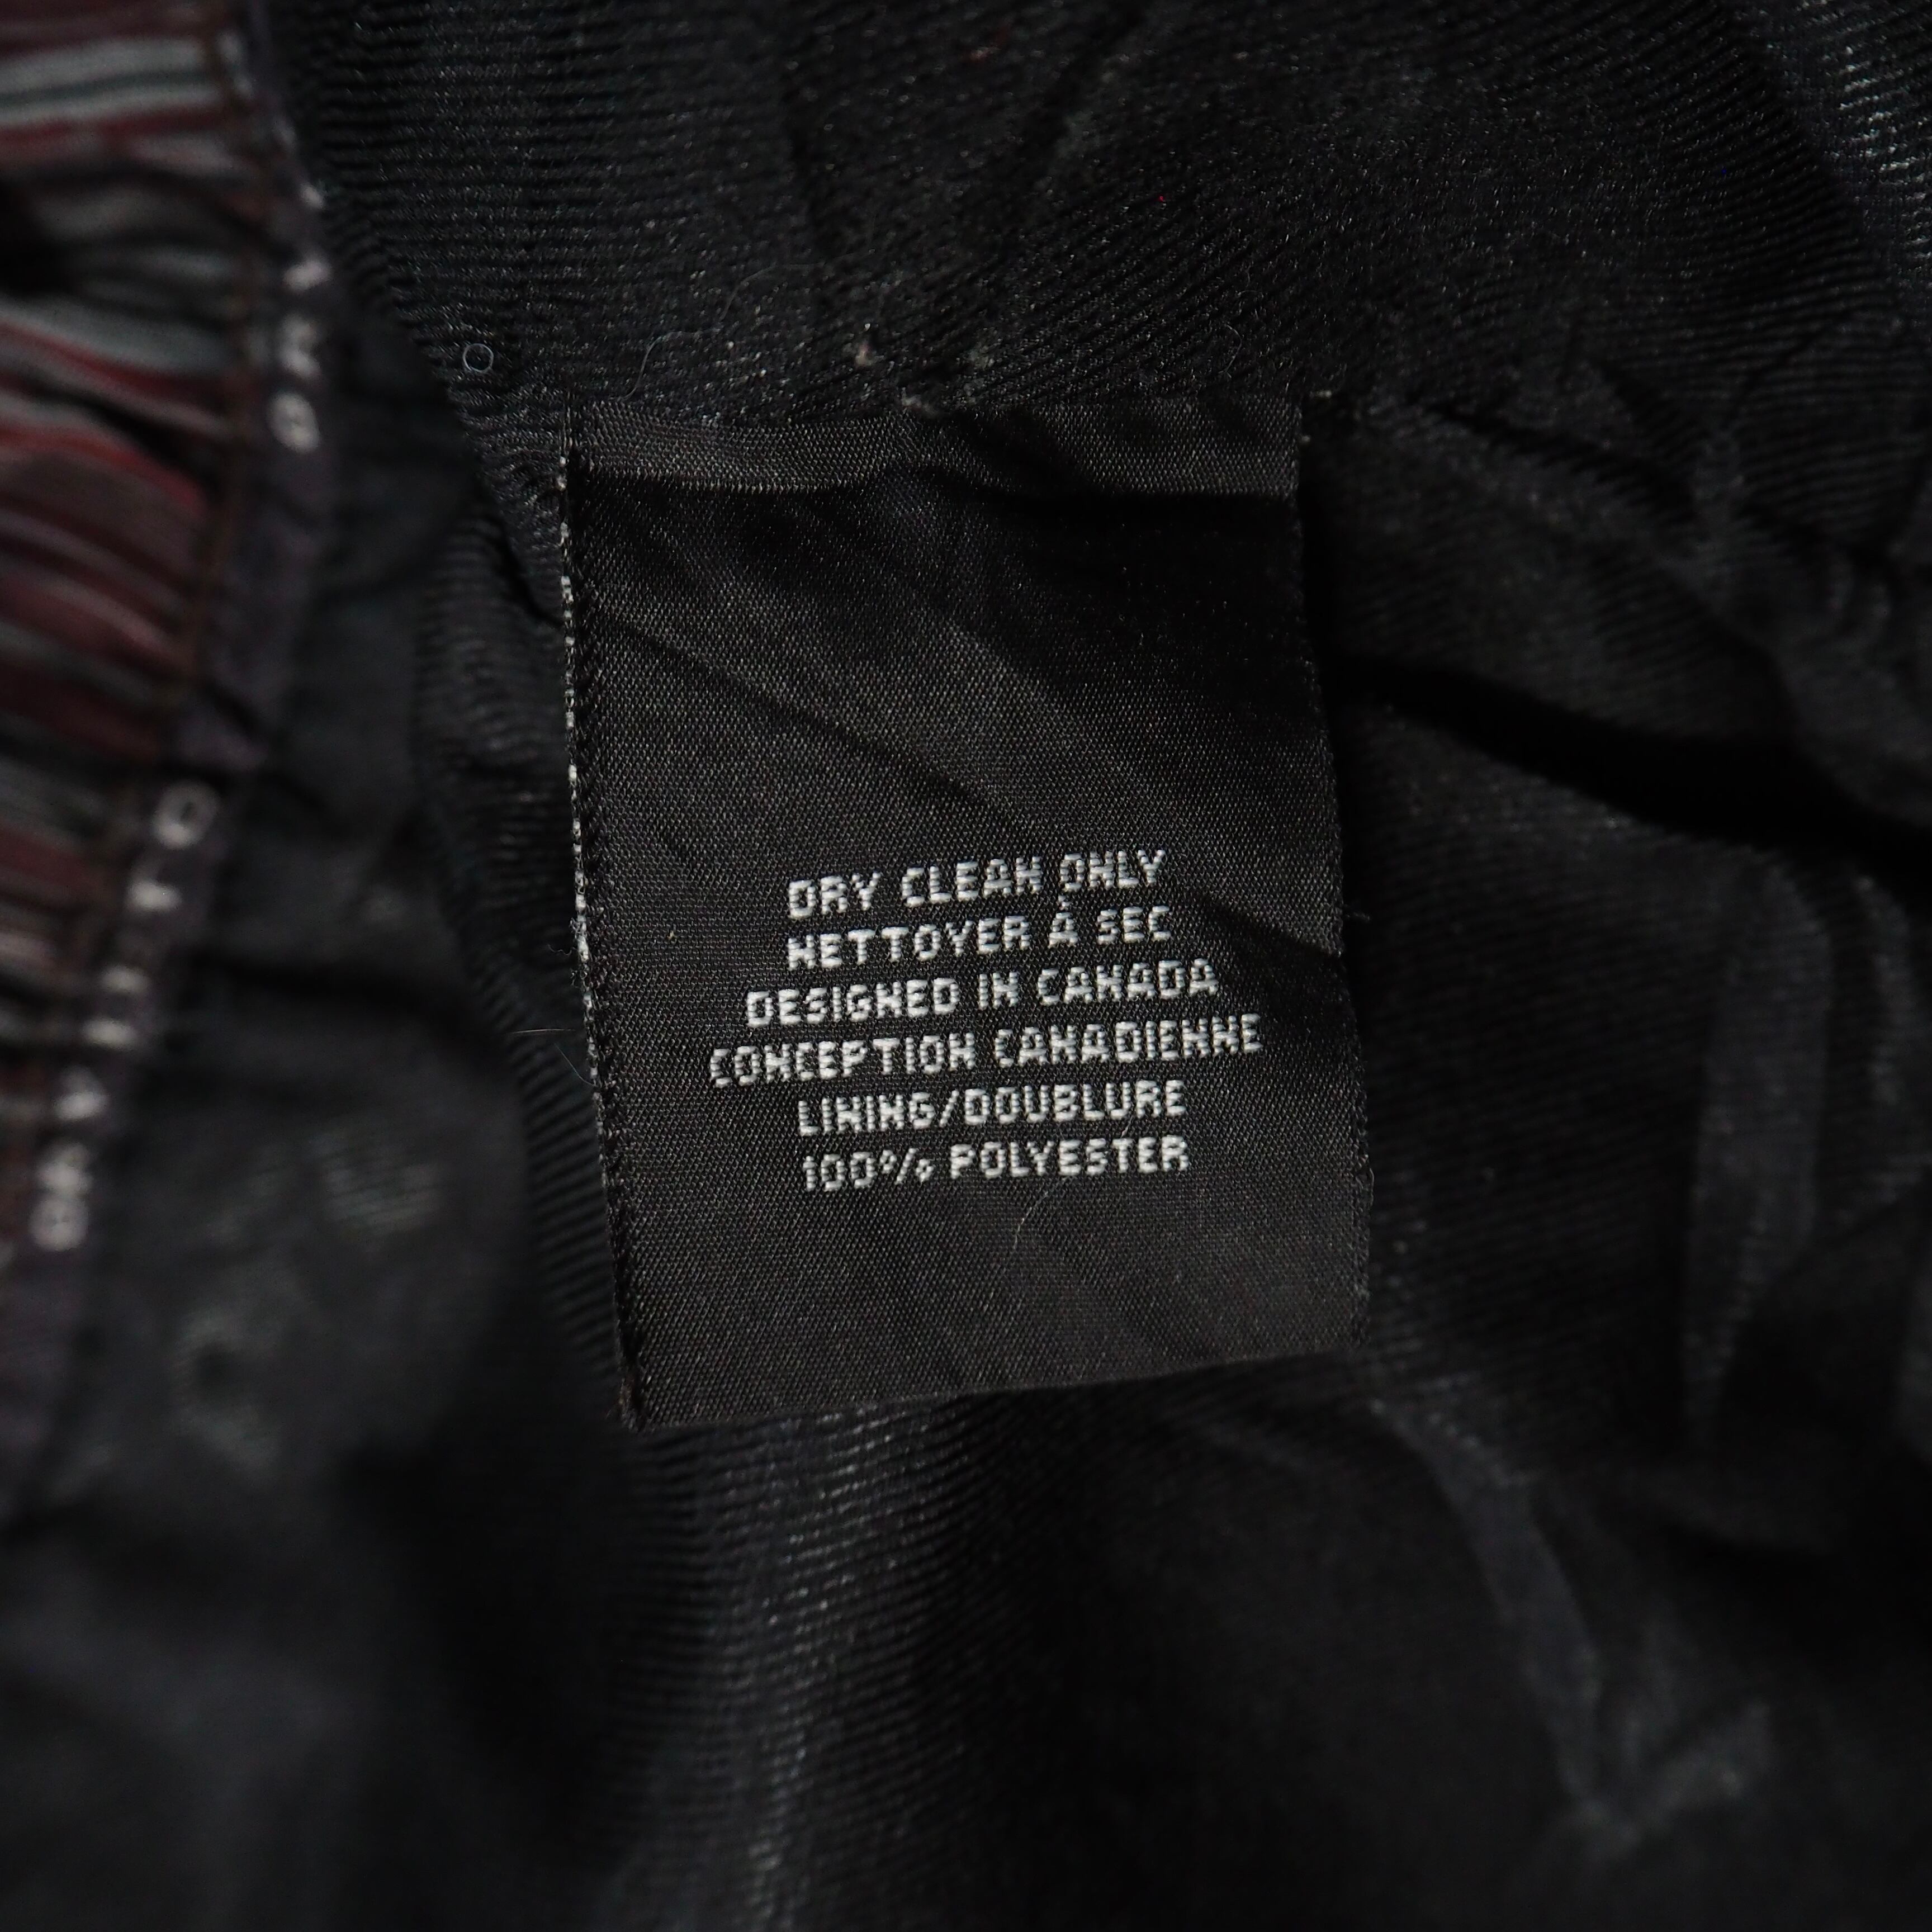 DRY CLEAN ONLY
NETTOYER À SEC
DESIGNED IN CANADA
CONCEPTION CANADIENNE
LINING/DOUBLURE
100% POLYESTER